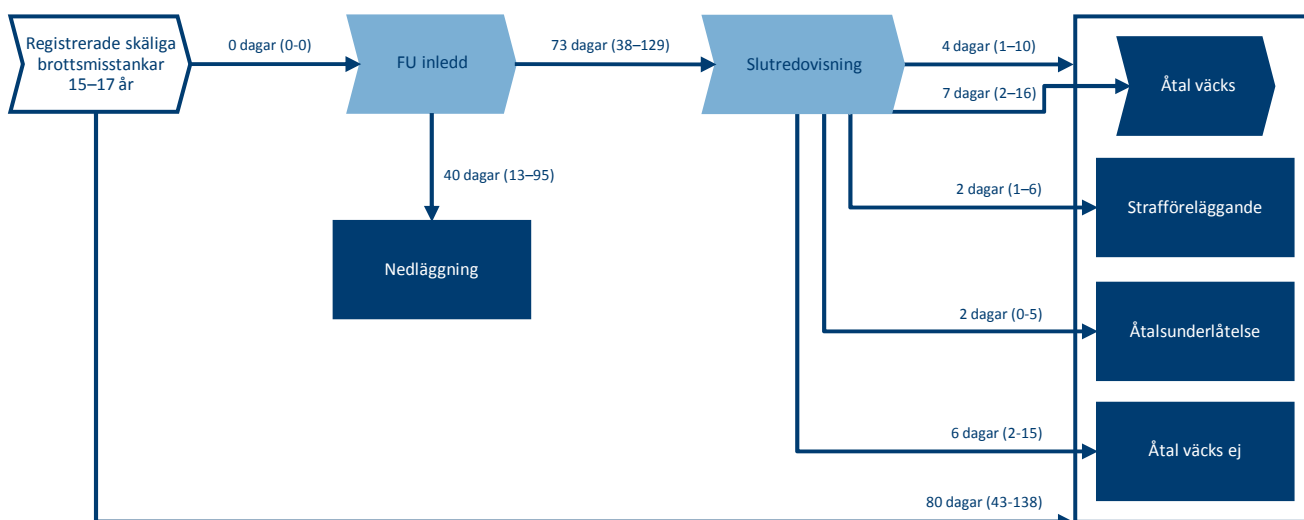 Registrerade skäliga
brottsmisstankar
15–17 år
0 dagar (0-0)
FU inledd
73 dagar (38–129)
Slutredovisning
4 dagar (1–10)
7 dagar (2–16)
Åtal väcks
40 dagar (13–95)
Nedläggning
2 dagar (1–6)
Strafföreläggande
2 dagar (0-5)
Åtalsunderlåtelse
6 dagar (2-15)
Åtal väcks ej
80 dagar (43-138)